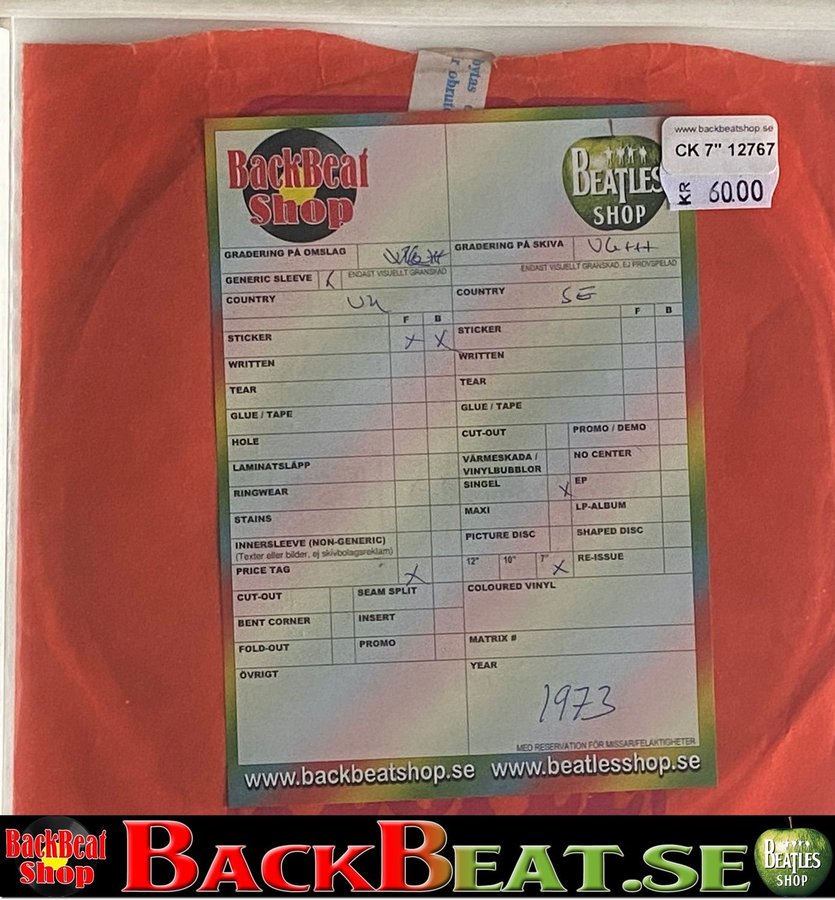 bytas
r obrut
www.backbeatshop.se
CK 7" 12767
KR 60.00
BackBeat
Shop
BEATLES
SHOP
GRADERING PÅ OMSLAG
ENDAST VISUELLT GRANSKAD
GENERIC SLEEVE
COUNTRY UK
F B
STICKER X X
WRITTEN
TEAR
GLUE / TAPE
HOLE
LAMINATSLÄPP
RINGWEAR
STAINS
INNERSLEEVE (NON-GENERIC)
(Texter eller bilder, ej skivbolagsreklam)
PRICE TAG X
CUT-OUT SEAM SPLIT
BENT CORNER INSERT
FOLD-OUT PROMO
ÖVRIGT
GRADERING PÅ SKIVA VG+++
ENDAST VISUELLT GRANSKAD, EJ PROVSPELAD
COUNTRY SE
F B
STICKER
WRITTEN
TEAR
GLUE / TAPE
CUT-OUT PROMO / DEMO
VÄRMESKADA /
VINYLBUBBLOR NO CENTER
SINGEL X EP
MAXI LP-ALBUM
PICTURE DISC SHAPED DISC
12" 10" 7" X RE-ISSUE
COLOURED VINYL
MATRIX #
YEAR
1973
MED RESERVATION FÖR MISSAR/FELAKTIGHETER
www.backbeatshop.se www.beatlesshop.se
BackBeat
Shop
BACKBEAT.SE
BEATLES
SHOP